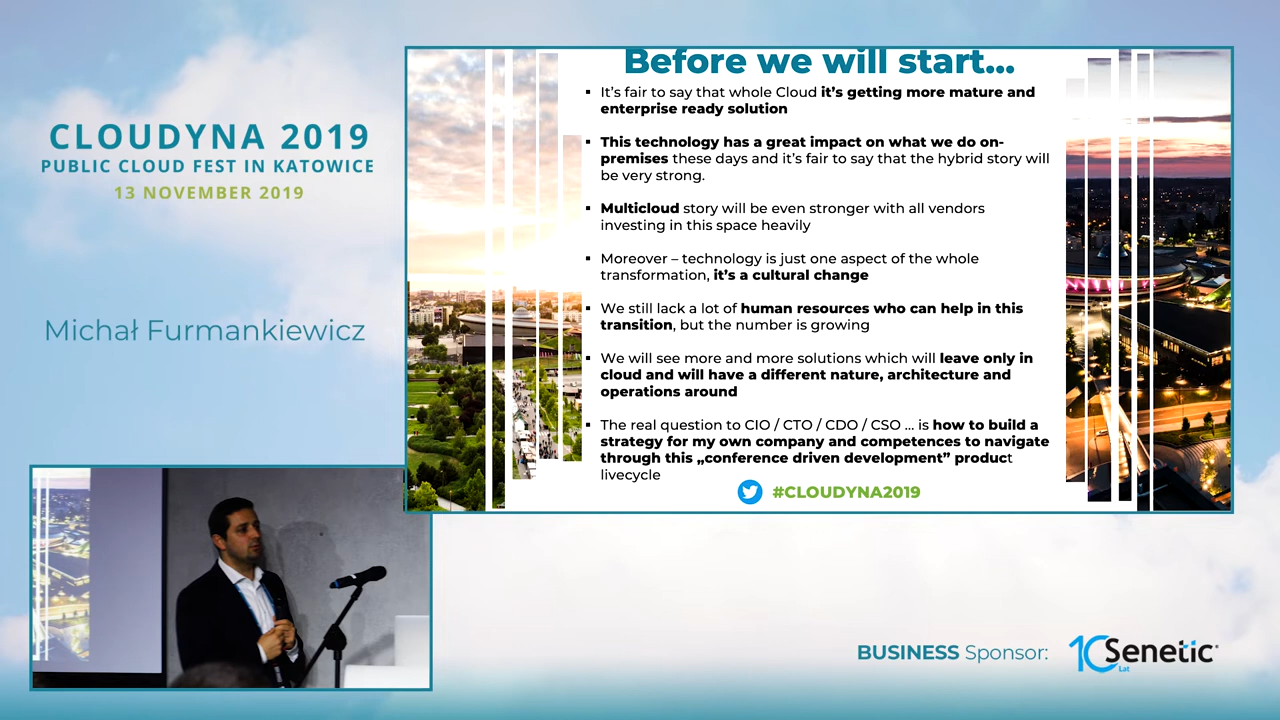 CLOUDYNA 2019
PUBLIC CLOUD FEST IN KATOWICE
13 NOVEMBER 2019
Michał Furmankiewicz
Before we will start...
▪ It's fair to say that whole Cloud it's getting more mature and
enterprise ready solution
▪ This technology has a great impact on what we do on-
premises these days and it's fair to say that the hybrid story will
be very strong.
▪ Multicloud story will be even stronger with all vendors
investing in this space heavily
▪ Moreover – technology is just one aspect of the whole
transformation, it's a cultural change
▪ We still lack a lot of human resources who can help in this
transition, but the number is growing
▪ We will see more and more solutions which will leave only in
cloud and will have a different nature, architecture and
operations around
▪ The real question to CIO / CTO / CDO / CSO ... is how to build a
strategy for my own company and competences to navigate
through this „conference driven development” product
livecycle
#CLOUDYNA2019
BUSINESS Sponsor:
10 Senetic
Lat